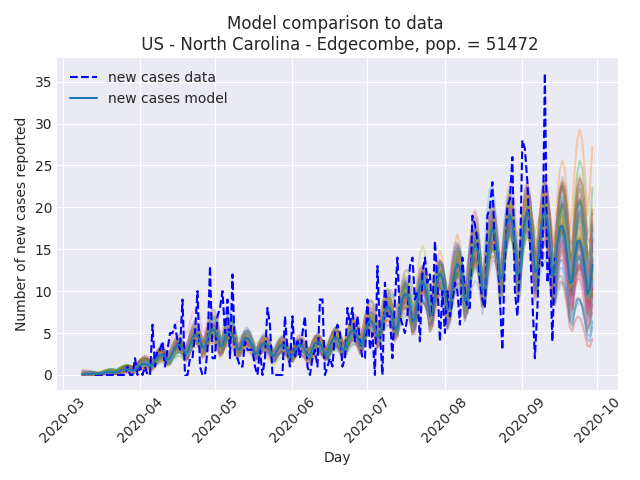 Model comparison to data
US - North Carolina - Edgecombe, pop. = 51472
new cases data
new cases model
Number of new cases reported
35
30
25
20
15
10
5
0
2020-03
2020-04
2020-05
2020-06
2020-07
2020-08
2020-09
2020-10
Day